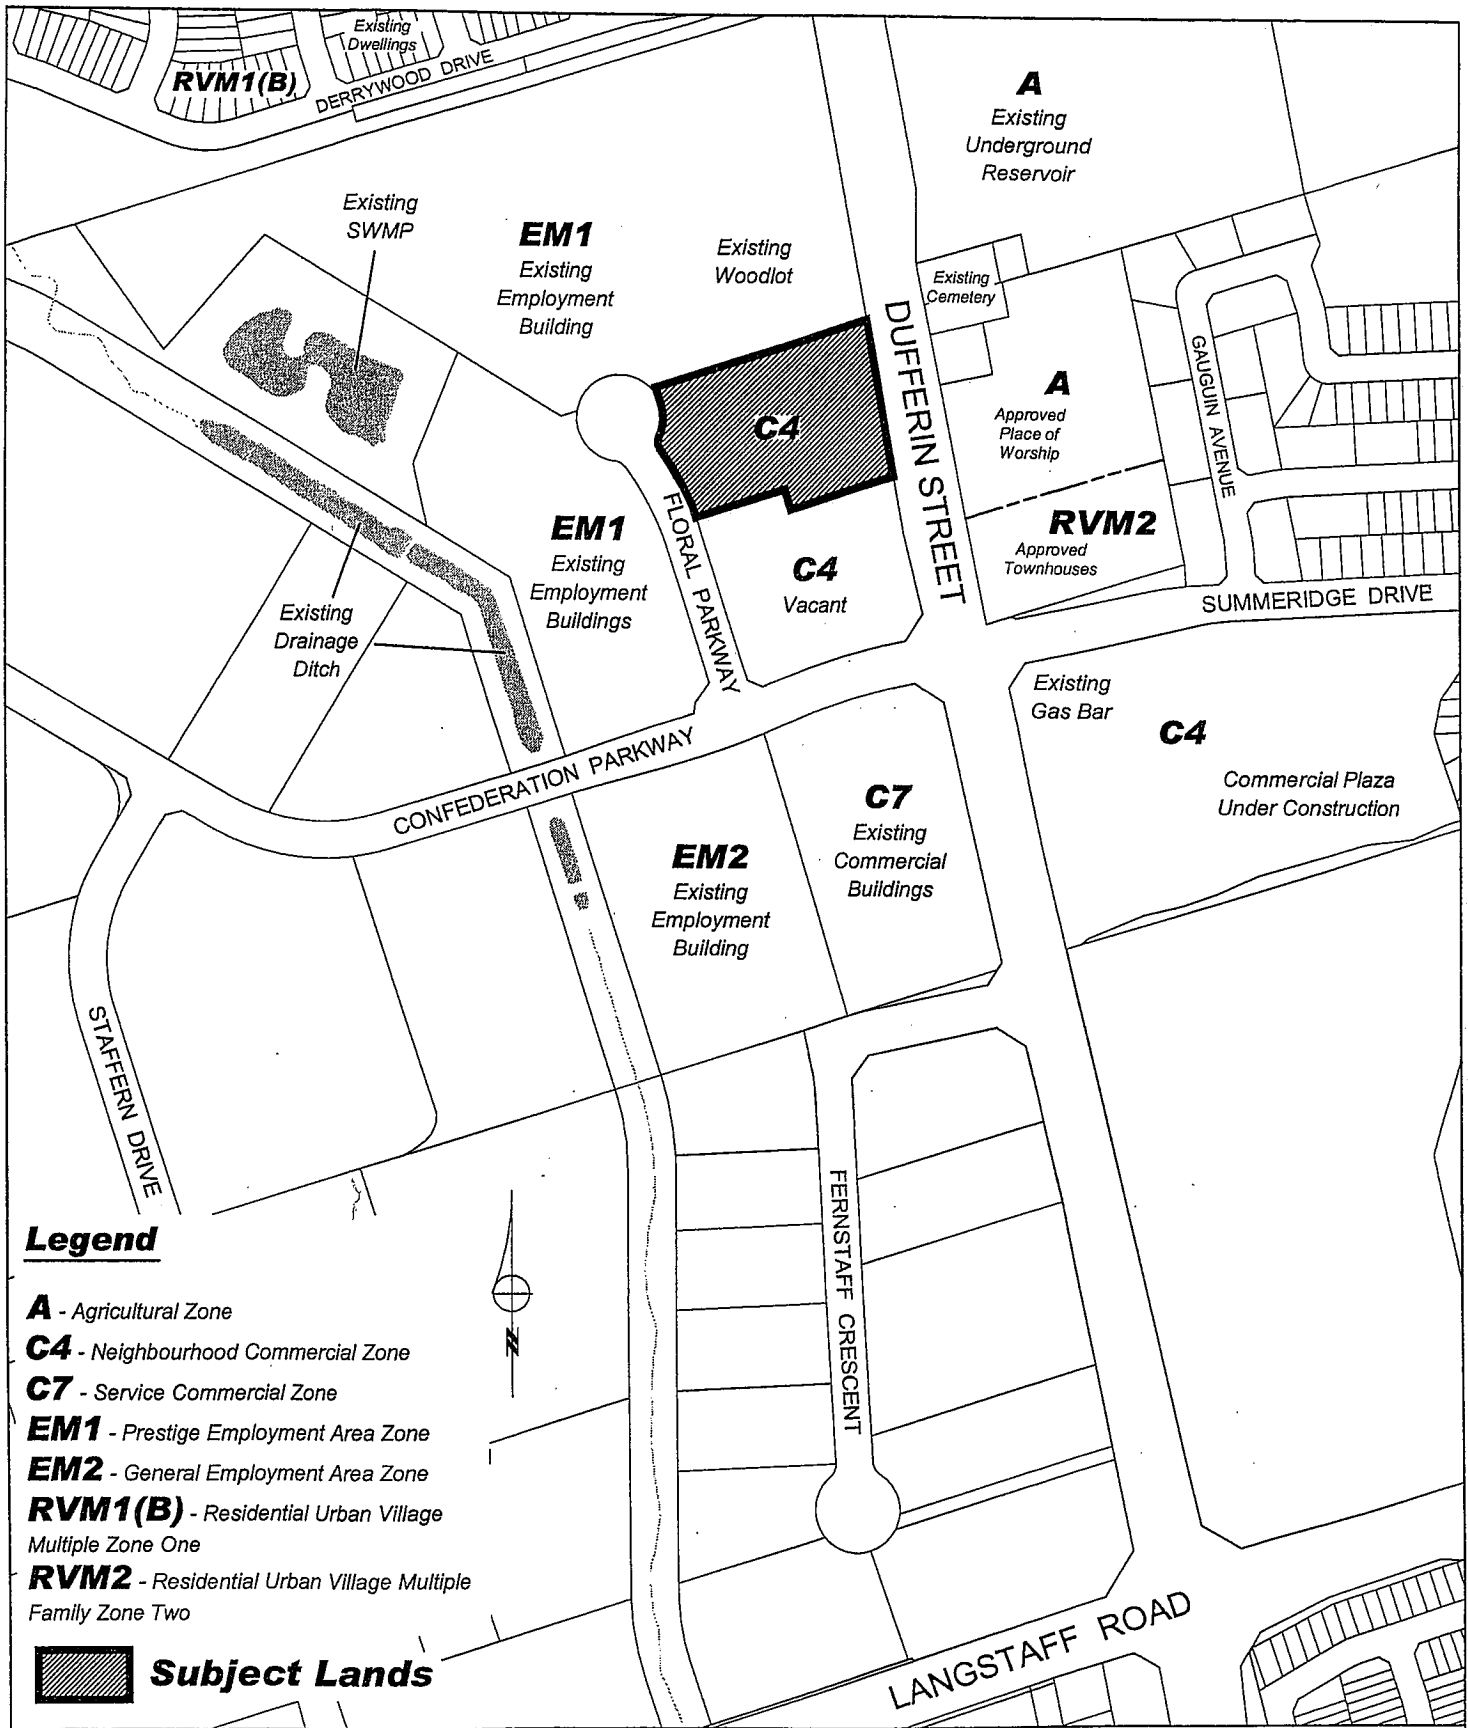 Existing
Dwellings
RVM1(B)
DERRYWOOD DRIVE
A
Existing
Underground
Reservoir
Existing
SWMP
EM1
Existing
Employment
Building
Existing
Woodlot
Existing
Cemetery
DUFFERIN STREET
GAUGUIN AVENUE
C4
A
Approved
Place of
Worship
FLORAL PARKWAY
EM1
Existing
Employment
Buildings
RVM2
Approved
Townhouses
C4
Vacant
SUMMERIDGE DRIVE
Existing
Drainage
Ditch
Existing
Gas Bar
C4
Commercial Plaza
Under Construction
CONFEDERATION PARKWAY
C7
Existing
Commercial
Buildings
EM2
Existing
Employment
Building
STAFFERN DRIVE
FERNSTAFF CRESCENT
LANGSTAFF ROAD
N
Legend
A - Agricultural Zone
C4 - Neighbourhood Commercial Zone
C7 - Service Commercial Zone
EM1 - Prestige Employment Area Zone
EM2 - General Employment Area Zone
RVM1(B) - Residential Urban Village
Multiple Zone One
RVM2 - Residential Urban Village Multiple
Family Zone Two
Subject Lands